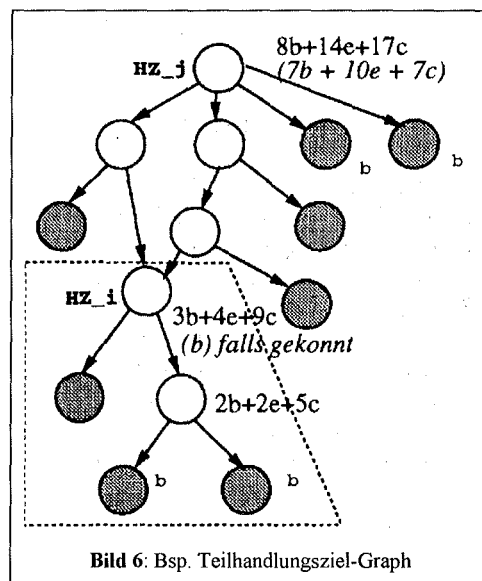 8b+14e+17c
HZ_j
(7b + 10e + 7c)
b
b
HZ_i
3b+4e+9c
(b) falls gekonnt
2b+2e+5c
b
b
Bild 6: Bsp. Teilhandlungsziel-Graph